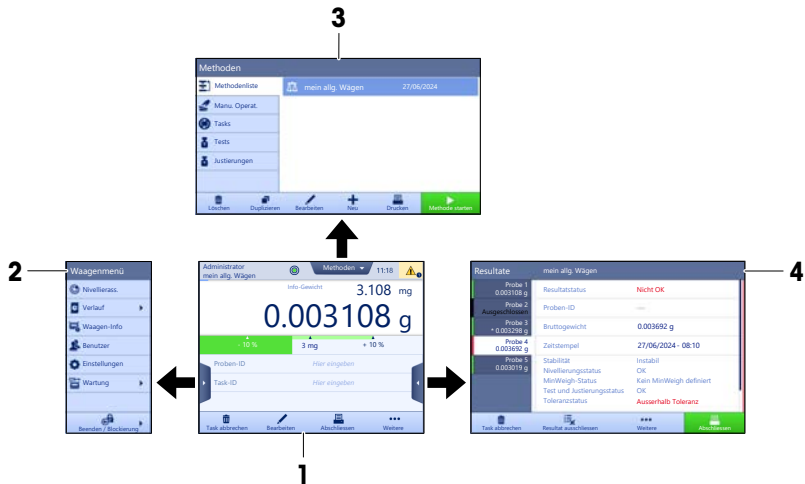 3
Methoden
Methodenliste
mein allg. Wägen 27/06/2024
Manu. Operat.
Tasks
Tests
Justierungen
Löschen Duplizieren Bearbeiten Neu Drucken Methode starten
2
Waagenmenü
Nivellierass.
Verlauf
Waagen-Info
Benutzer
Einstellungen
Wartung
Beenden / Blockierung
Administrator
mein allg. Wägen
Methoden 11:18
Info-Gewicht 3.108 mg
0.003108 g
- 10 % 3 mg + 10 %
Proben-ID Hier eingeben
Task-ID Hier eingeben
Task abbrechen Bearbeiten Abschliessen Weitere
1
4
Resultate mein allg. Wägen
Probe 1
0.003108 g
Probe 2
Ausgeschlossen
Probe 3
* 0.003298 g
Probe 4
0.003692 g
Probe 5
0.003019 g
Resultatstatus Nicht OK
Proben-ID ---
Bruttogewicht 0.003692 g
Zeitstempel 27/06/2024 - 08:10
Stabilität Instabil
Nivellierungsstatus OK
MinWeigh-Status Kein MinWeigh definiert
Test und Justierungsstatus OK
Toleranzstatus Ausserhalb Toleranz
Task abbrechen Resultat ausschliessen Weitere Abschliessen